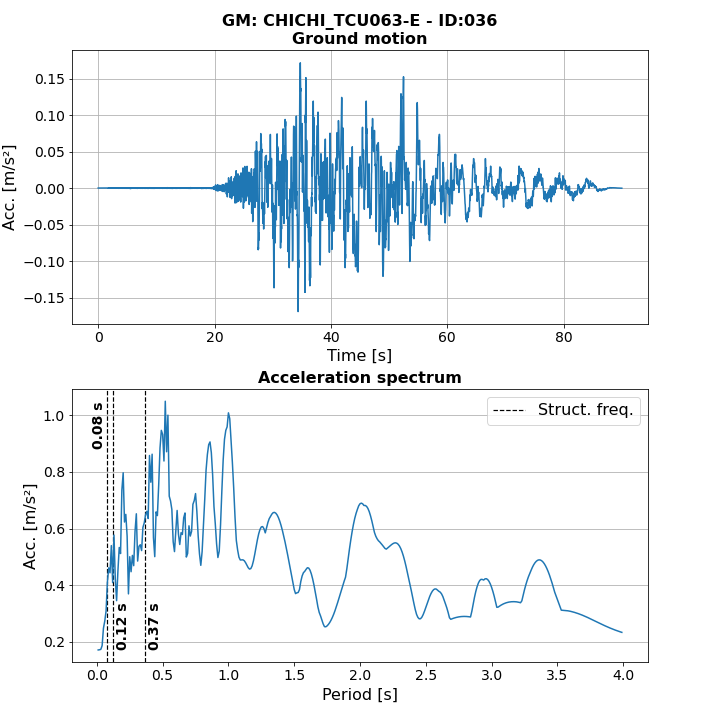 GM: CHICHI_TCU063-E - ID:036
Ground motion
0.15
0.10
0.05
0.00
−0.05
−0.10
−0.15
Acc. [m/s²]
0 20 40 60 80
Time [s]
Acceleration spectrum
1.0
0.8
0.6
0.4
0.2
Acc. [m/s²]
Struct. freq.
0.08 s
0.12 s
0.37 s
0.0 0.5 1.0 1.5 2.0 2.5 3.0 3.5 4.0
Period [s]